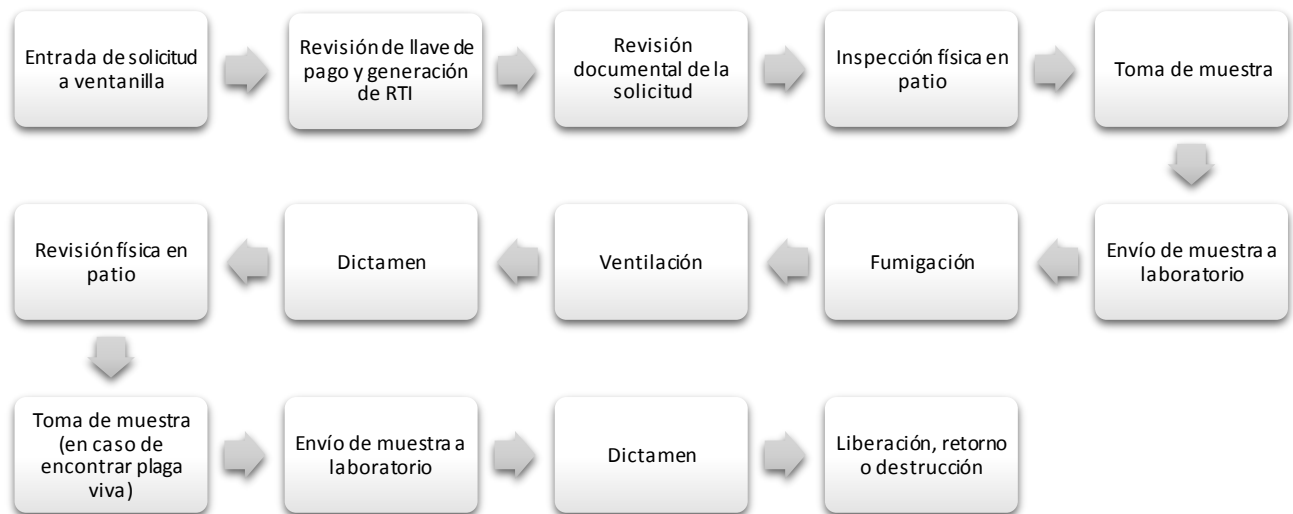 Entrada de solicitud
a ventanilla
Revisión de llave de
pago y generación
de RTI
Revisión
documental de la
solicitud
Inspección física en
patio
Toma de muestra
Envío de muestra a
laboratorio
Fumigación
Ventilación
Dictamen
Revisión física en
patio
Toma de muestra
(en caso de
encontrar plaga
viva)
Envío de muestra a
laboratorio
Dictamen
Liberación, retorno
o destrucción